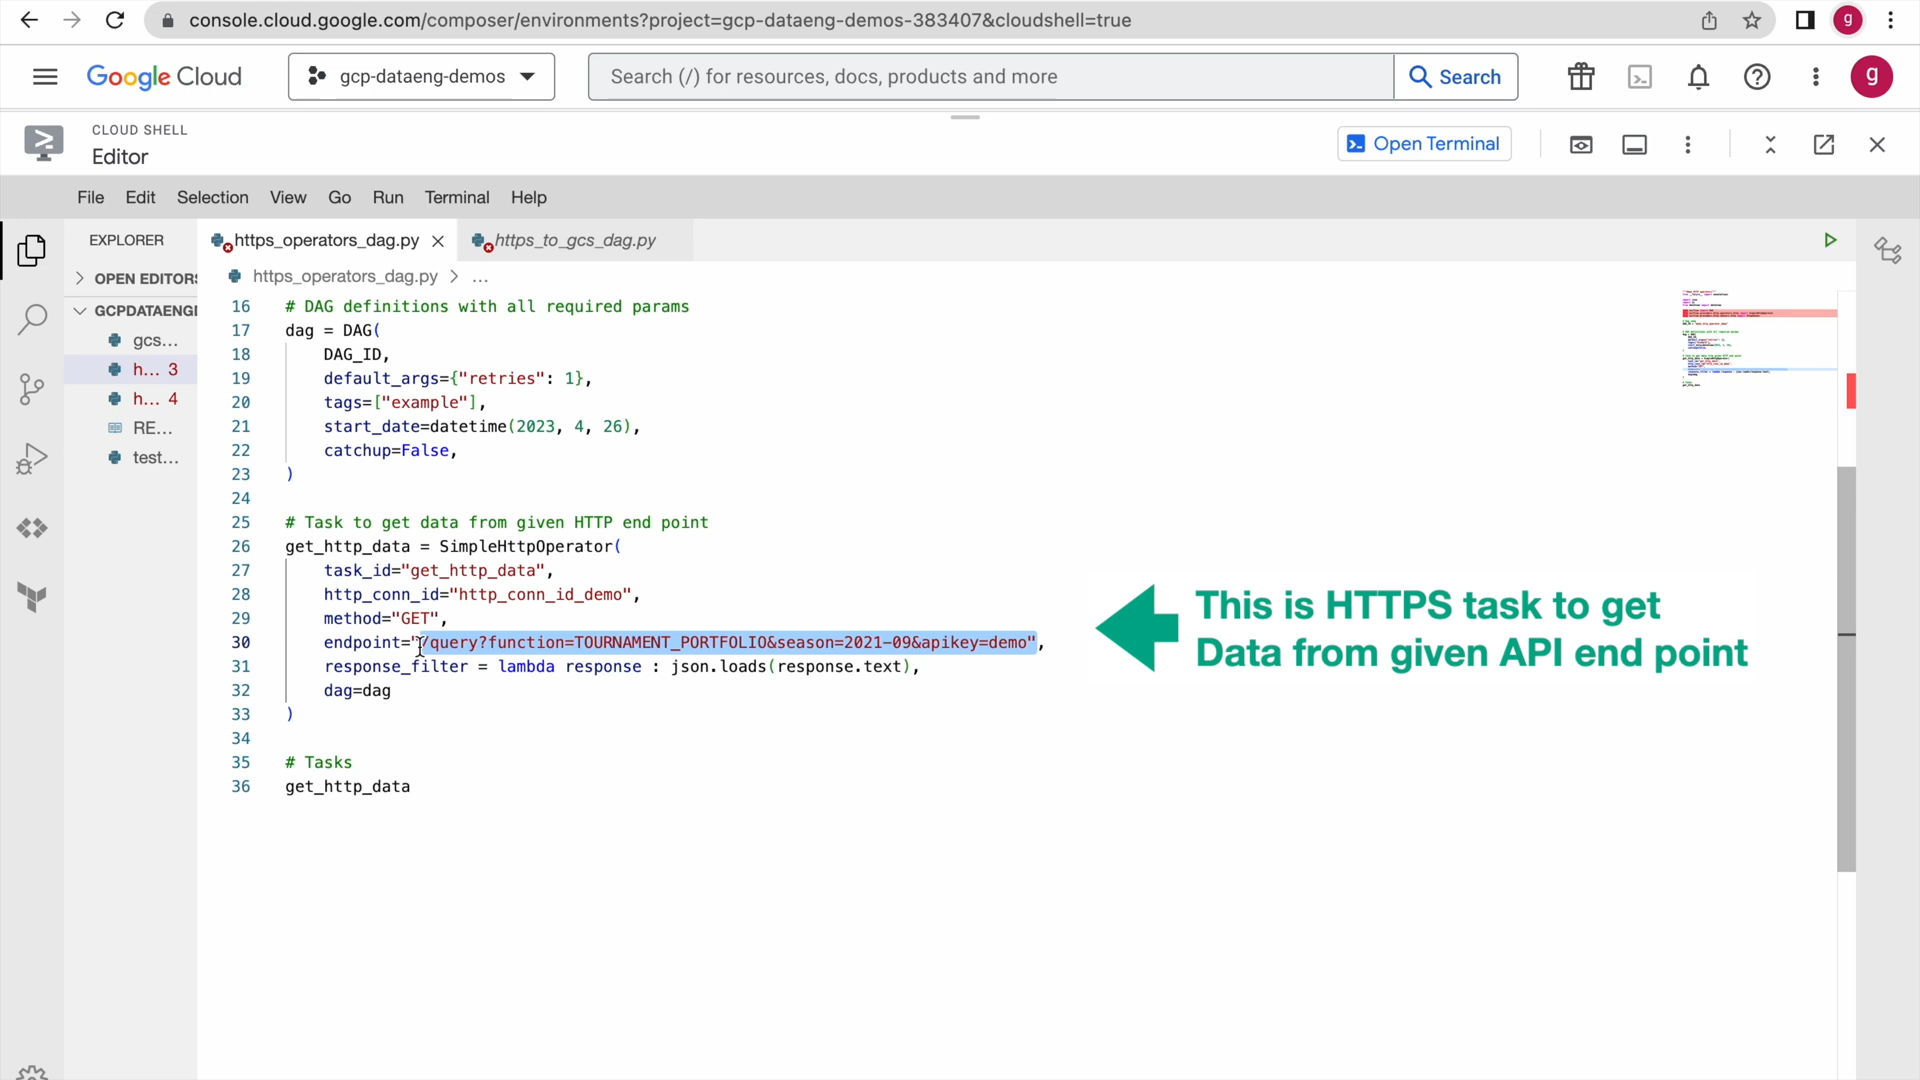 console.cloud.google.com/composer/environments?project=gcp-dataeng-demos-383407&cloudshell=true
g
Google Cloud
gcp-dataeng-demos
Search (/) for resources, docs, products and more
Search
g
CLOUD SHELL
Editor
Open Terminal
File Edit Selection View Go Run Terminal Help
EXPLORER
https_operators_dag.py
https_to_gcs_dag.py
OPEN EDITORS
https_operators_dag.py > ...
GCPDATAENG
gcs...
h... 3
h... 4
RE...
test...
16 # DAG definitions with all required params
17 dag = DAG(
18 DAG_ID,
19 default_args={"retries": 1},
20 tags=["example"],
21 start_date=datetime(2023, 4, 26),
22 catchup=False,
23 )
24
25 # Task to get data from given HTTP end point
26 get_http_data = SimpleHttpOperator(
27 task_id="get_http_data",
28 http_conn_id="http_conn_id_demo",
29 method="GET",
30 endpoint="/query?function=TOURNAMENT_PORTFOLIO&season=2021-09&apikey=demo",
31 response_filter = lambda response : json.loads(response.text),
32 dag=dag
33 )
34
35 # Tasks
36 get_http_data
This is HTTPS task to get
Data from given API end point